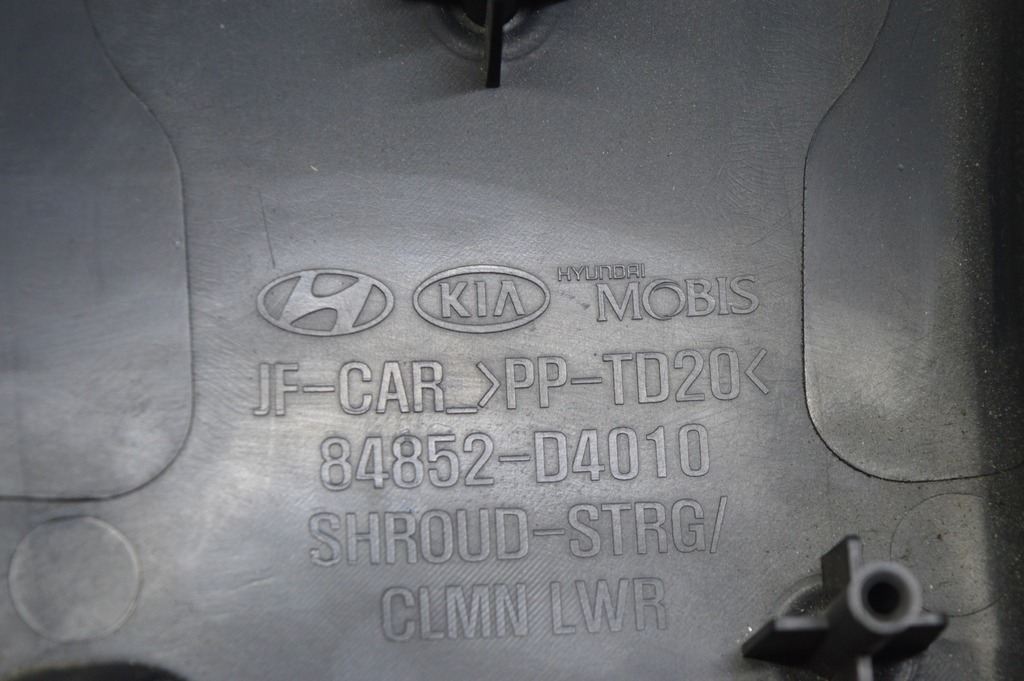 KIA HYUNDAI MOBIS
JF-CAR_>PP-TD20<
84852-D4010
SHROUD-STRG/
CLMN LWR